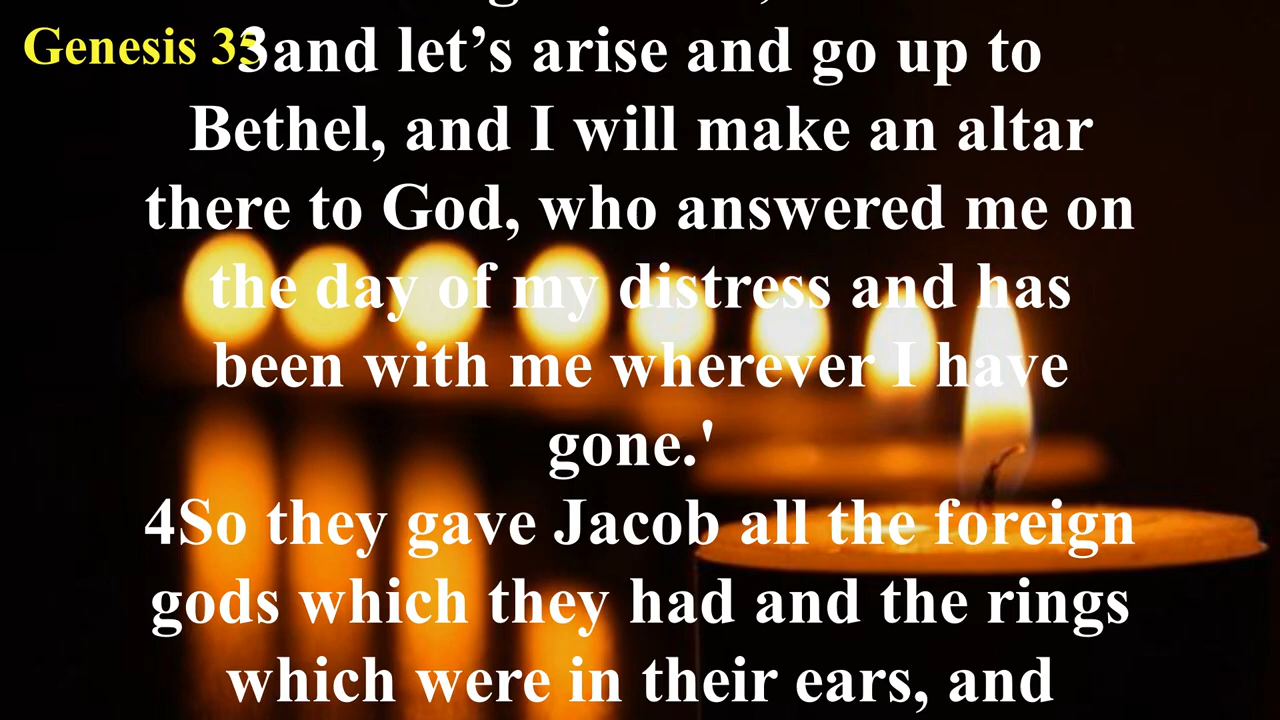 Genesis 35
3and let’s arise and go up to
Bethel, and I will make an altar
there to God, who answered me on
the day of my distress and has
been with me wherever I have
gone.'
4So they gave Jacob all the foreign
gods which they had and the rings
which were in their ears, and